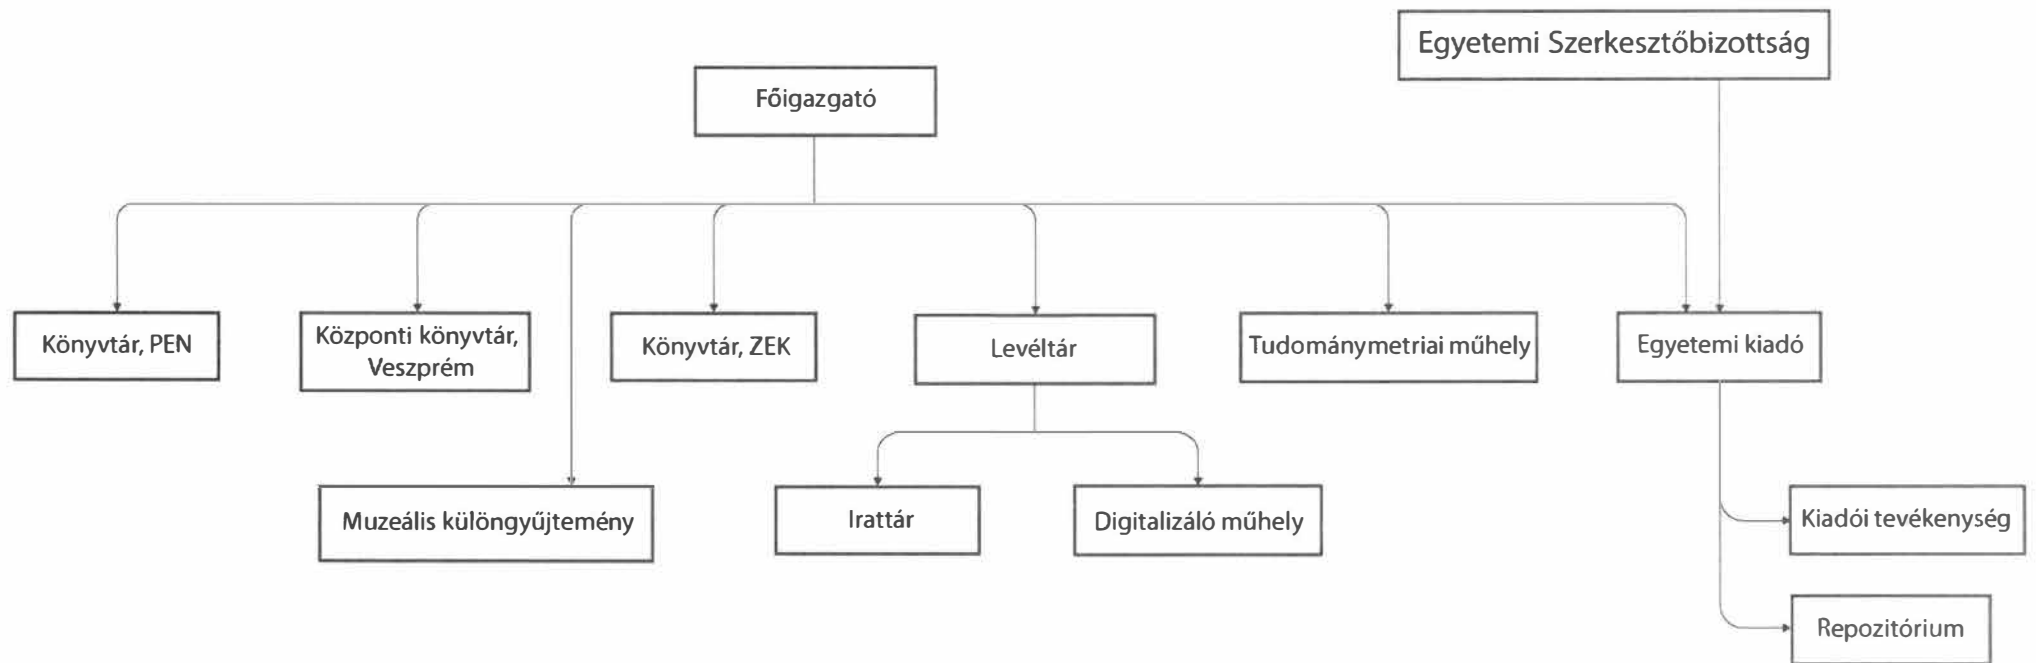 Egyetemi Szerkesztőbizottság
Főigazgató
Könyvtár, PEN
Központi könyvtár,
Veszprém
Könyvtár, ZEK
Levéltár
Tudománymetriai műhely
Egyetemi kiadó
Muzeális különgyűjtemény
Irattár
Digitalizáló műhely
Kiadói tevékenység
Repozitórium